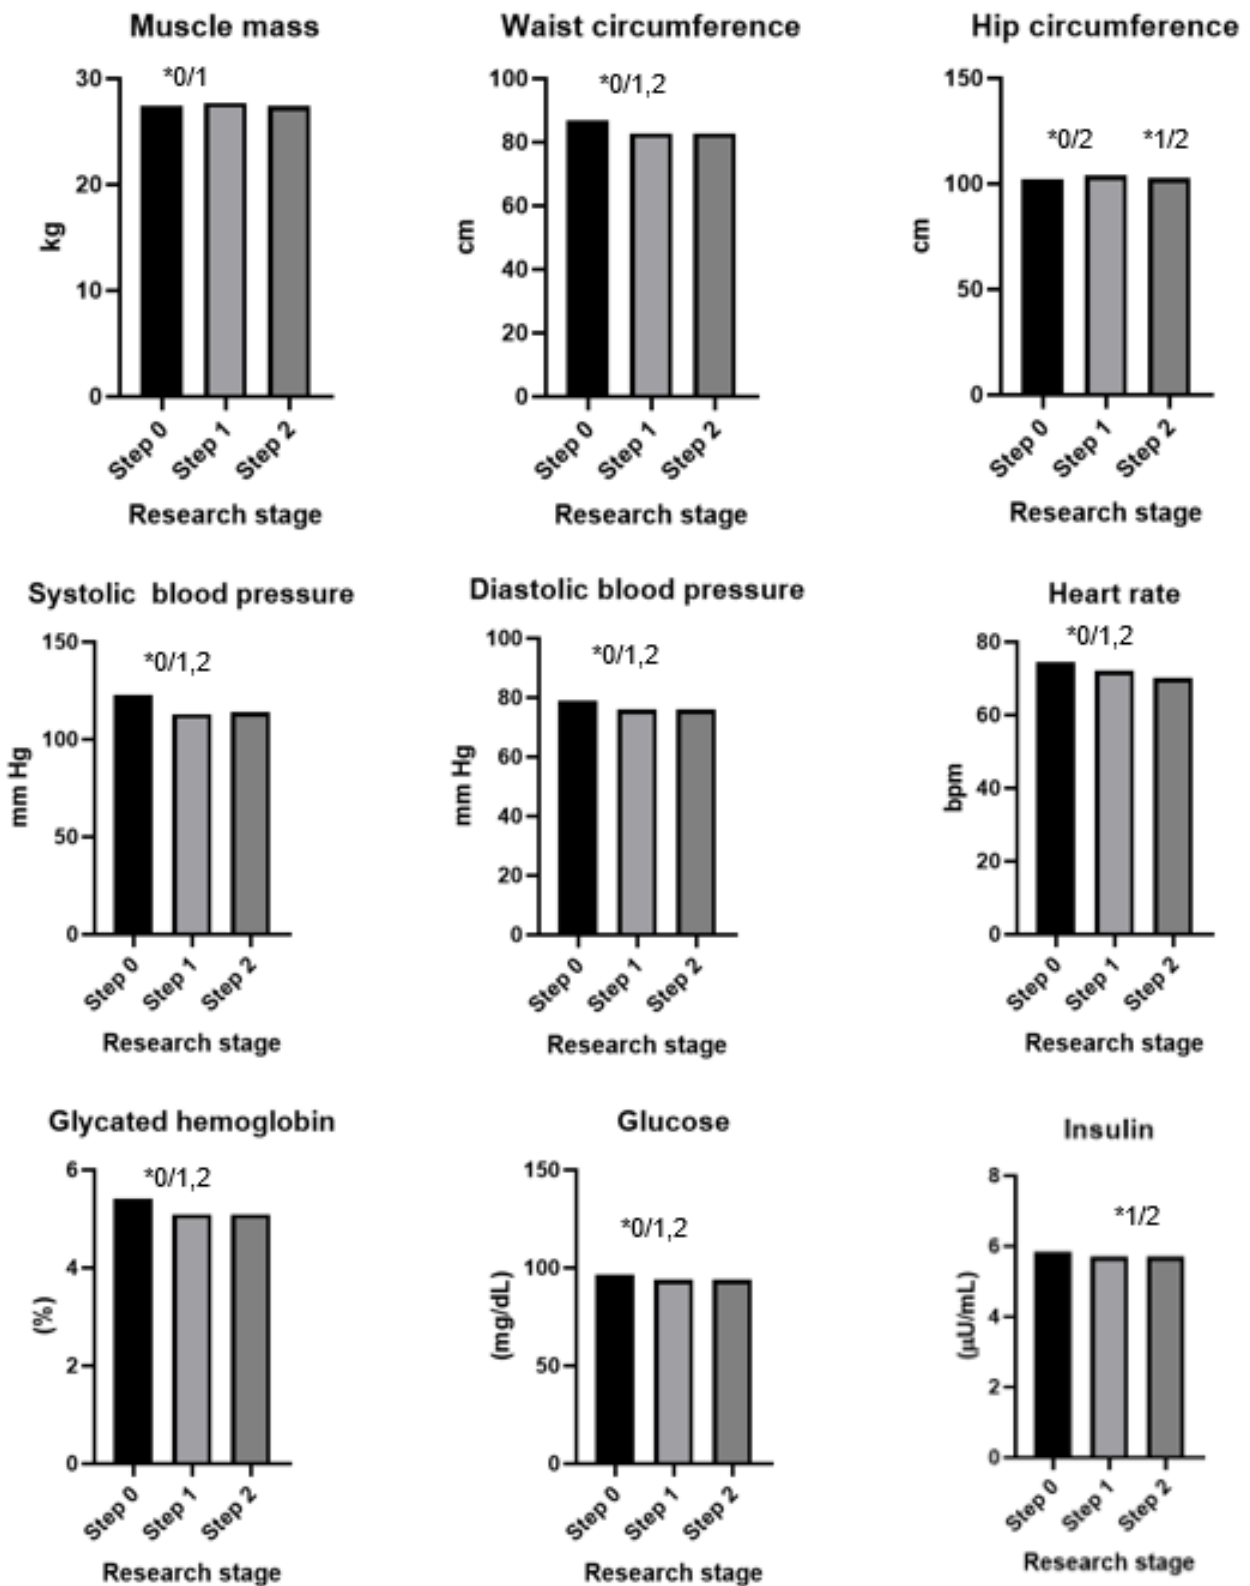 Muscle mass
*0/1
30
20
10
0
kg
Step 0
Step 1
Step 2
Research stage
Waist circumference
*0/1,2
100
80
60
40
20
0
cm
Step 0
Step 1
Step 2
Research stage
Hip circumference
*0/2
*1/2
150
100
50
0
cm
Step 0
Step 1
Step 2
Research stage
Systolic blood pressure
*0/1,2
150
100
50
0
mm Hg
Step 0
Step 1
Step 2
Research stage
Diastolic blood pressure
*0/1,2
100
80
60
40
20
0
mm Hg
Step 0
Step 1
Step 2
Research stage
Heart rate
*0/1,2
80
60
40
20
0
bpm
Step 0
Step 1
Step 2
Research stage
Glycated hemoglobin
*0/1,2
6
4
2
0
(%)
Step 0
Step 1
Step 2
Research stage
Glucose
*0/1,2
150
100
50
0
(mg/dL)
Step 0
Step 1
Step 2
Research stage
Insulin
*1/2
8
6
4
2
0
(µU/mL)
Step 0
Step 1
Step 2
Research stage